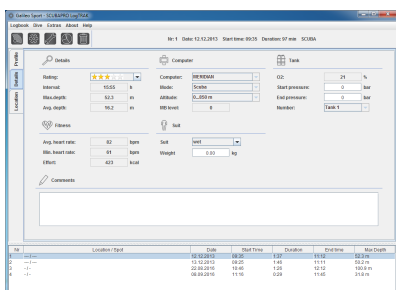 Galileo Sport - SCUBAPRO LogTRAK
Logbook Dive Extras About Help
Nr: 1 Date: 12.12.2013 Start time: 09:35 Duration: 97 min SCUBA
Profile
Details
Location
Details Computer Tank
Rating: Computer: MERIDIAN O2: 21 %
Interval: 15:55 h Mode: Scuba Start pressure: 0 bar
Max.depth: 52.3 m Altitude: 0...850 m End pressure: 0 bar
Avg. depth: 16.2 m MB level: 0 Number: Tank 1
Fitness Suit
Avg. heart rate: 82 bpm Suit wet
Min. heart rate: 61 bpm Weight 0.00 kg
Effort: 423 kcal
Comments
Nr Location / Spot Date Start Time Duration End time Max Depth
1 -- / -- 12.12.2013 09:35 1:37 11:12 52.3 m
2 -- / -- 13.12.2013 09:25 1:46 11:11 50.2 m
3 - / - 22.08.2016 10:46 1:26 12:12 100.9 m
4 - / - 08.09.2016 11:16 0:29 11:45 31.8 m